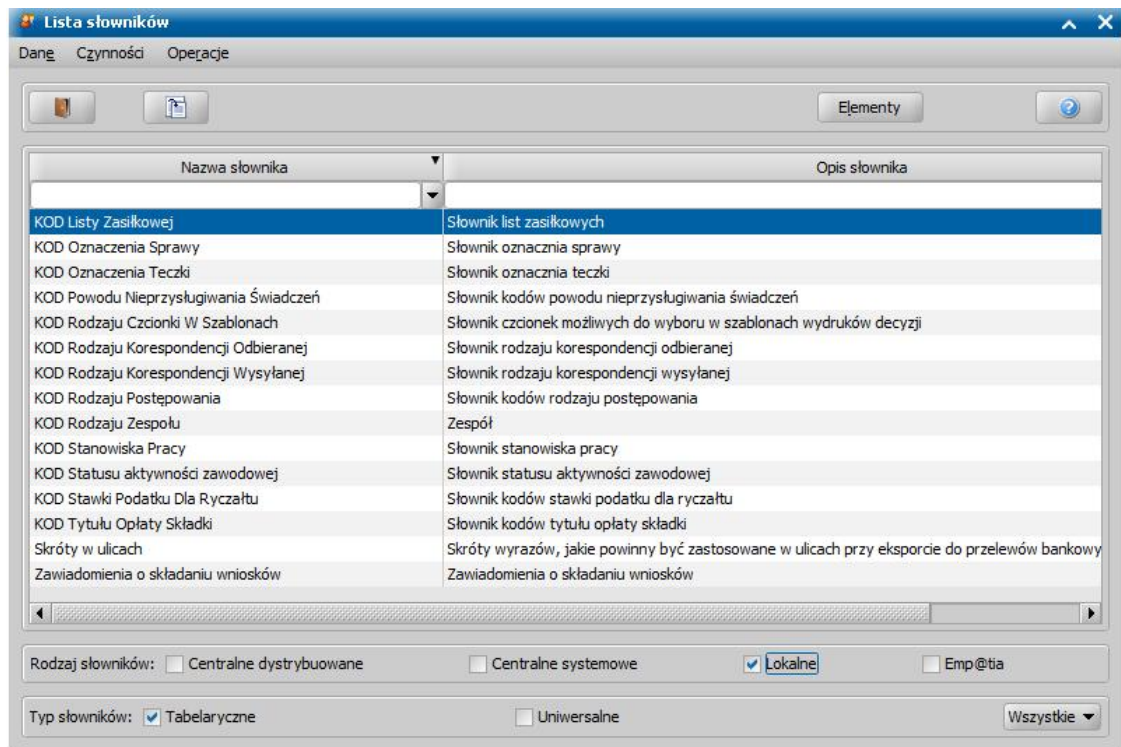 Lista słowników
Dane Czynności Operacje
Elementy
Nazwa słownika Opis słownika
KOD Listy Zasiłkowej Słownik list zasiłkowych
KOD Oznaczenia Sprawy Słownik oznacznia sprawy
KOD Oznaczenia Teczki Słownik oznacznia teczki
KOD Powodu Nieprzysługiwania Świadczeń Słownik kodów powodu nieprzysługiwania świadczeń
KOD Rodzaju Czcionki W Szablonach Słownik czcionek możliwych do wyboru w szablonach wydruków decyzji
KOD Rodzaju Korespondencji Odbieranej Słownik rodzaju korespondencji odbieranej
KOD Rodzaju Korespondencji Wysyłanej Słownik rodzaju korespondencji wysyłanej
KOD Rodzaju Postępowania Słownik kodów rodzaju postępowania
KOD Rodzaju Zespołu Zespół
KOD Stanowiska Pracy Słownik stanowiska pracy
KOD Statusu aktywności zawodowej Słownik statusu aktywności zawodowej
KOD Stawki Podatku Dla Ryczałtu Słownik kodów stawki podatku dla ryczałtu
KOD Tytułu Opłaty Składki Słownik kodów tytułu opłaty składki
Skróty w ulicach Skróty wyrazów, jakie powinny być zastosowane w ulicach przy eksporcie do przelewów bankowy
Zawiadomienia o składaniu wniosków Zawiadomienia o składaniu wniosków
Rodzaj słowników: Centralne dystrybuowane Centralne systemowe Lokalne Emp@tia
Typ słowników: Tabelaryczne Uniwersalne Wszystkie